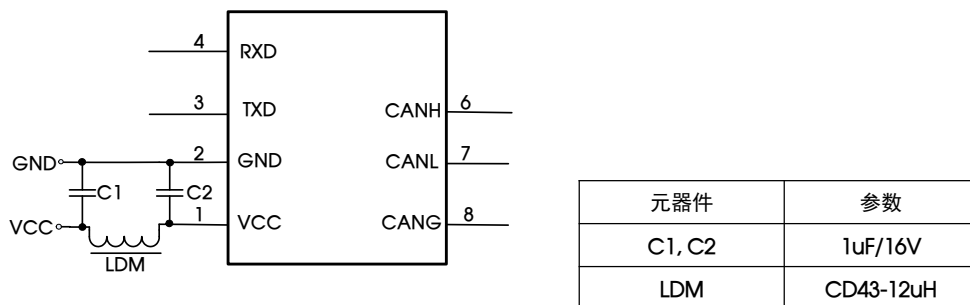 4
RXD
3
TXD
CANH
6
GND
2
GND
CANL
7
C1
C2
VCC
1
VCC
CANG
8
LDM
元器件 参数
C1, C2 1uF/16V
LDM CD43-12uH